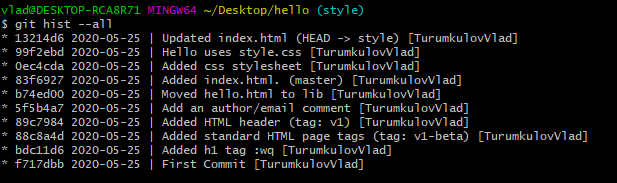 vlad@DESKTOP-RCA8R71 MINGW64 ~/Desktop/hello (style)
$ git hist --all
* 13214d6 2020-05-25 | Updated index.html (HEAD -> style) [TurumkulovVlad]
* 99f2ebd 2020-05-25 | Hello uses style.css [TurumkulovVlad]
* 0ec4cda 2020-05-25 | Added css stylesheet [TurumkulovVlad]
* 83f6927 2020-05-25 | Added index.html. (master) [TurumkulovVlad]
* b74ed00 2020-05-25 | Moved hello.html to lib [TurumkulovVlad]
* 5f5b4a7 2020-05-25 | Add an author/email comment [TurumkulovVlad]
* 89c7984 2020-05-25 | Added HTML header (tag: v1) [TurumkulovVlad]
* 88c8a4d 2020-05-25 | Added standard HTML page tags (tag: v1-beta) [TurumkulovVlad]
* bdc11d6 2020-05-25 | Added h1 tag :wq [TurumkulovVlad]
* f717dbb 2020-05-25 | First Commit [TurumkulovVlad]